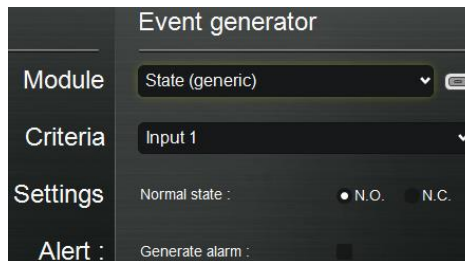 Event generator
Module State (generic)
Criteria Input 1
Settings Normal state : N.O. N.C.
Alert : Generate alarm :